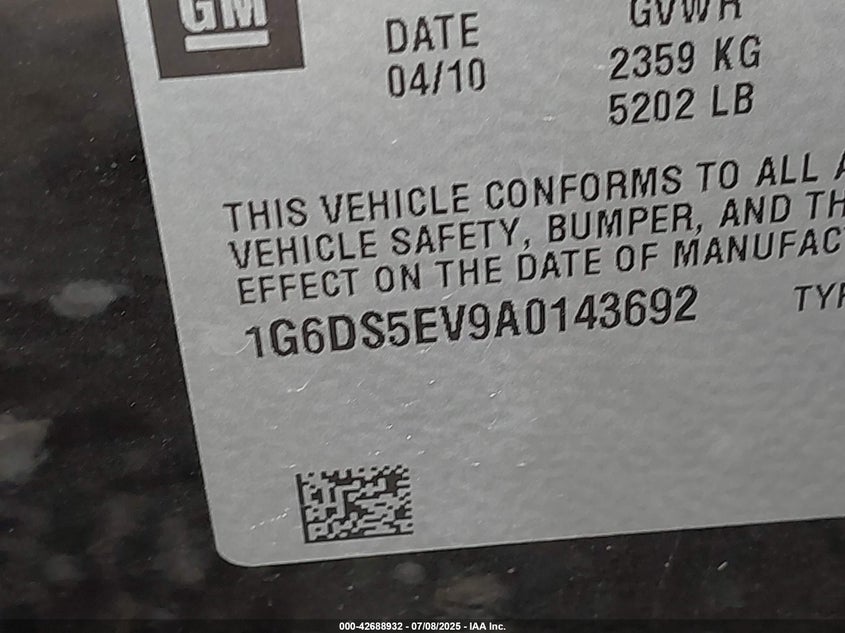 GM
DATE
GVWR
04/10
2359 KG
5202 LB
THIS VEHICLE CONFORMS TO ALL A
VEHICLE SAFETY, BUMPER, AND TH
EFFECT ON THE DATE OF MANUFAC
1G6DS5EV9A0143692
TYP
000-42688932 - 07/08/2025 - IAA Inc.